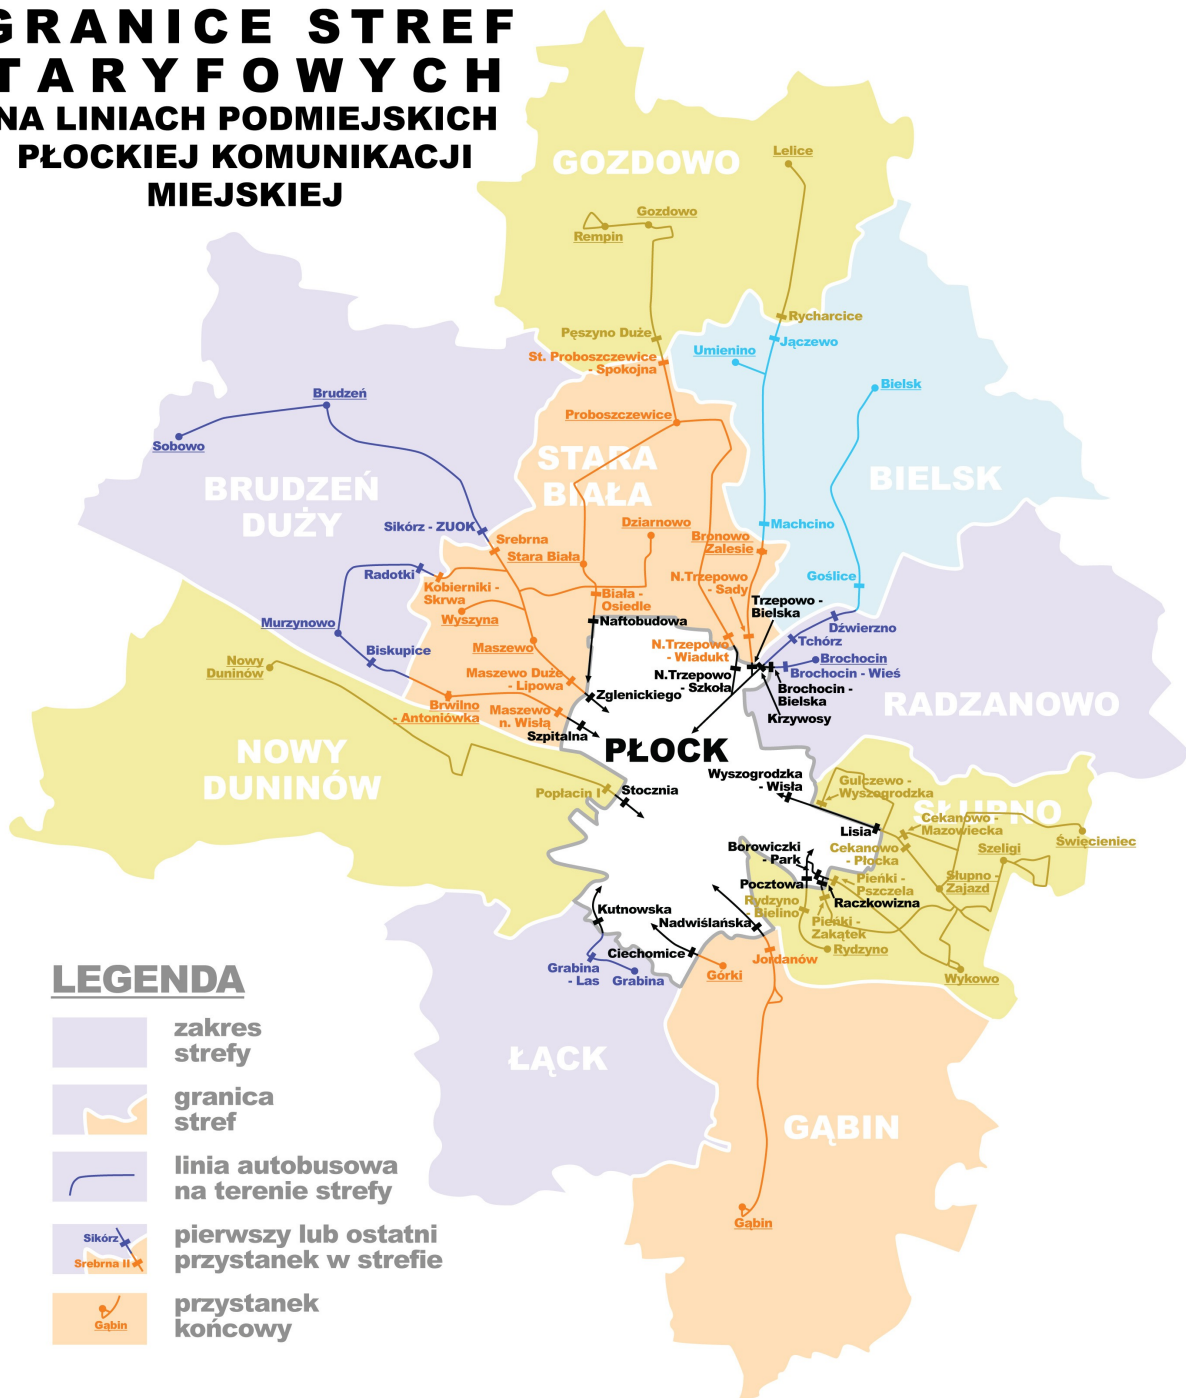 GRANICE STREF
TARYFOWYCH
NA LINIACH PODMIEJSKICH
PŁOCKIEJ KOMUNIKACJI
MIEJSKIEJ
GOZDOWO
Lelice
Gozdowo
Rempin
Rycharcice
Pęszyno Duże
Jączewo
St. Proboszczewice
- Spokojna
Umienino
Bielsk
Brudzeń
Proboszczewice
Sobowo
STARA
BIAŁA
BIELSK
BRUDZEŃ
DUŻY
Sikórz - ZUOK
Dziarnowo
Machcino
Srebrna
Stara Biała
Bronowo
Zalesie
Radotki
Kobierniki -
Skrwa
Biała -
Osiedle
N.Trzepowo
- Sady
Goślice
Trzepowo -
Bielska
Wyszyna
Murzynowo
Naftobudowa
Dźwierzno
Tchórz
Biskupice
Maszewo
N.Trzepowo
- Wiadukt
Brochocin
Brochocin - Wieś
Nowy
Duninów
Maszewo Duże
- Lipowa
N.Trzepowo
- Szkoła
Brochocin -
Bielska
Zglenickiego
RADZANOWO
Brwilno
- Antoniówka
Maszewo
n. Wisłą
Krzywosy
Szpitalna
PŁOCK
NOWY
DUNINÓW
Wyszogrodzka
- Wisła
Gulczewo -
Wyszogrodzka
Popłacin I
Stocznia
SŁUPNO
Cekanowo -
Mazowiecka
Lisia
Święcieniec
Borowiczki
- Park
Cekanowo
- Płocka
Szeligi
Pocztowa
Pieńki -
Pszczela
Słupno -
Zajazd
Rydzyno
- Bielino
Raczkowizna
Kutnowska
Nadwiślańska
Pieńki -
Zakątek
Ciechomice
Jordanów
Rydzyno
Grabina
- Las
Grabina
Górki
Wykowo
LEGENDA
zakres
strefy
ŁĄCK
granica
stref
GĄBIN
linia autobusowa
na terenie strefy
Gąbin
Sikórz
Srebrna II
pierwszy lub ostatni
przystanek w strefie
Gąbin
przystanek
końcowy